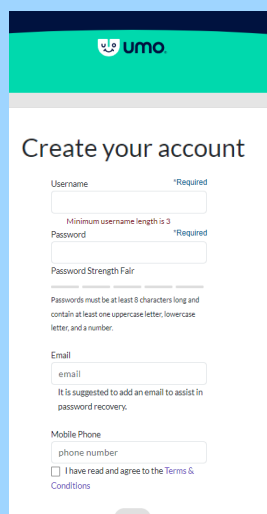 umo
Create your account
Username *Required
Minimum username length is 3
Password *Required
Password Strength Fair
Passwords must be at least 8 characters long and
contain at least one uppercase letter, lowercase
letter, and a number.
Email
email
It is suggested to add an email to assist in
password recovery.
Mobile Phone
phone number
I have read and agree to the Terms &
Conditions